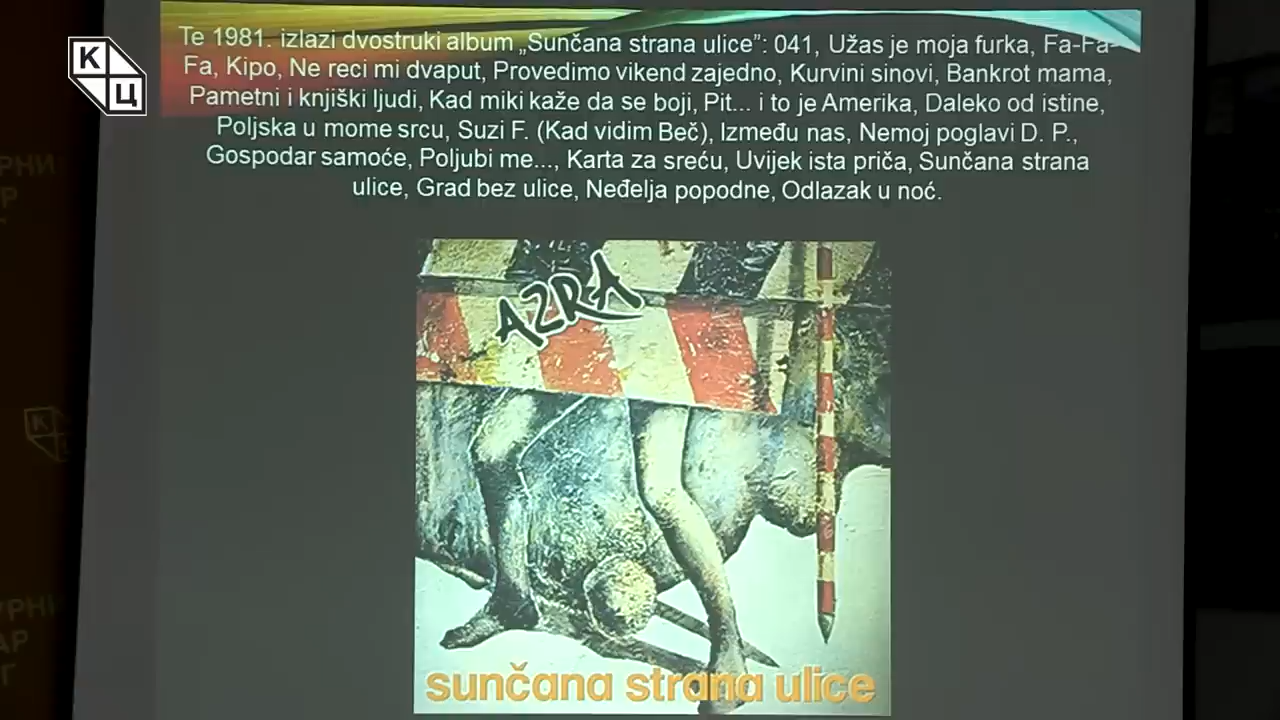 Te 1981. izlazi dvostruki album „Sunčana strana ulice”: 041, Užas je moja furka, Fa-Fa-
Fa, Kipo, Ne reci mi dvaput, Provedimo vikend zajedno, Kurvini sinovi, Bankrot mama,
Pametni i knjiški ljudi, Kad miki kaže da se boji, Pit... i to je Amerika, Daleko od istine,
Poljska u mome srcu, Suzi F. (Kad vidim Beč), Između nas, Nemoj poglavi D. P.,
Gospodar samoće, Poljubi me..., Karta za sreću, Uvijek ista priča, Sunčana strana
ulice, Grad bez ulice, Neđelja popodne, Odlazak u noć.
К
Ц
AZRA
sunčana strana ulice